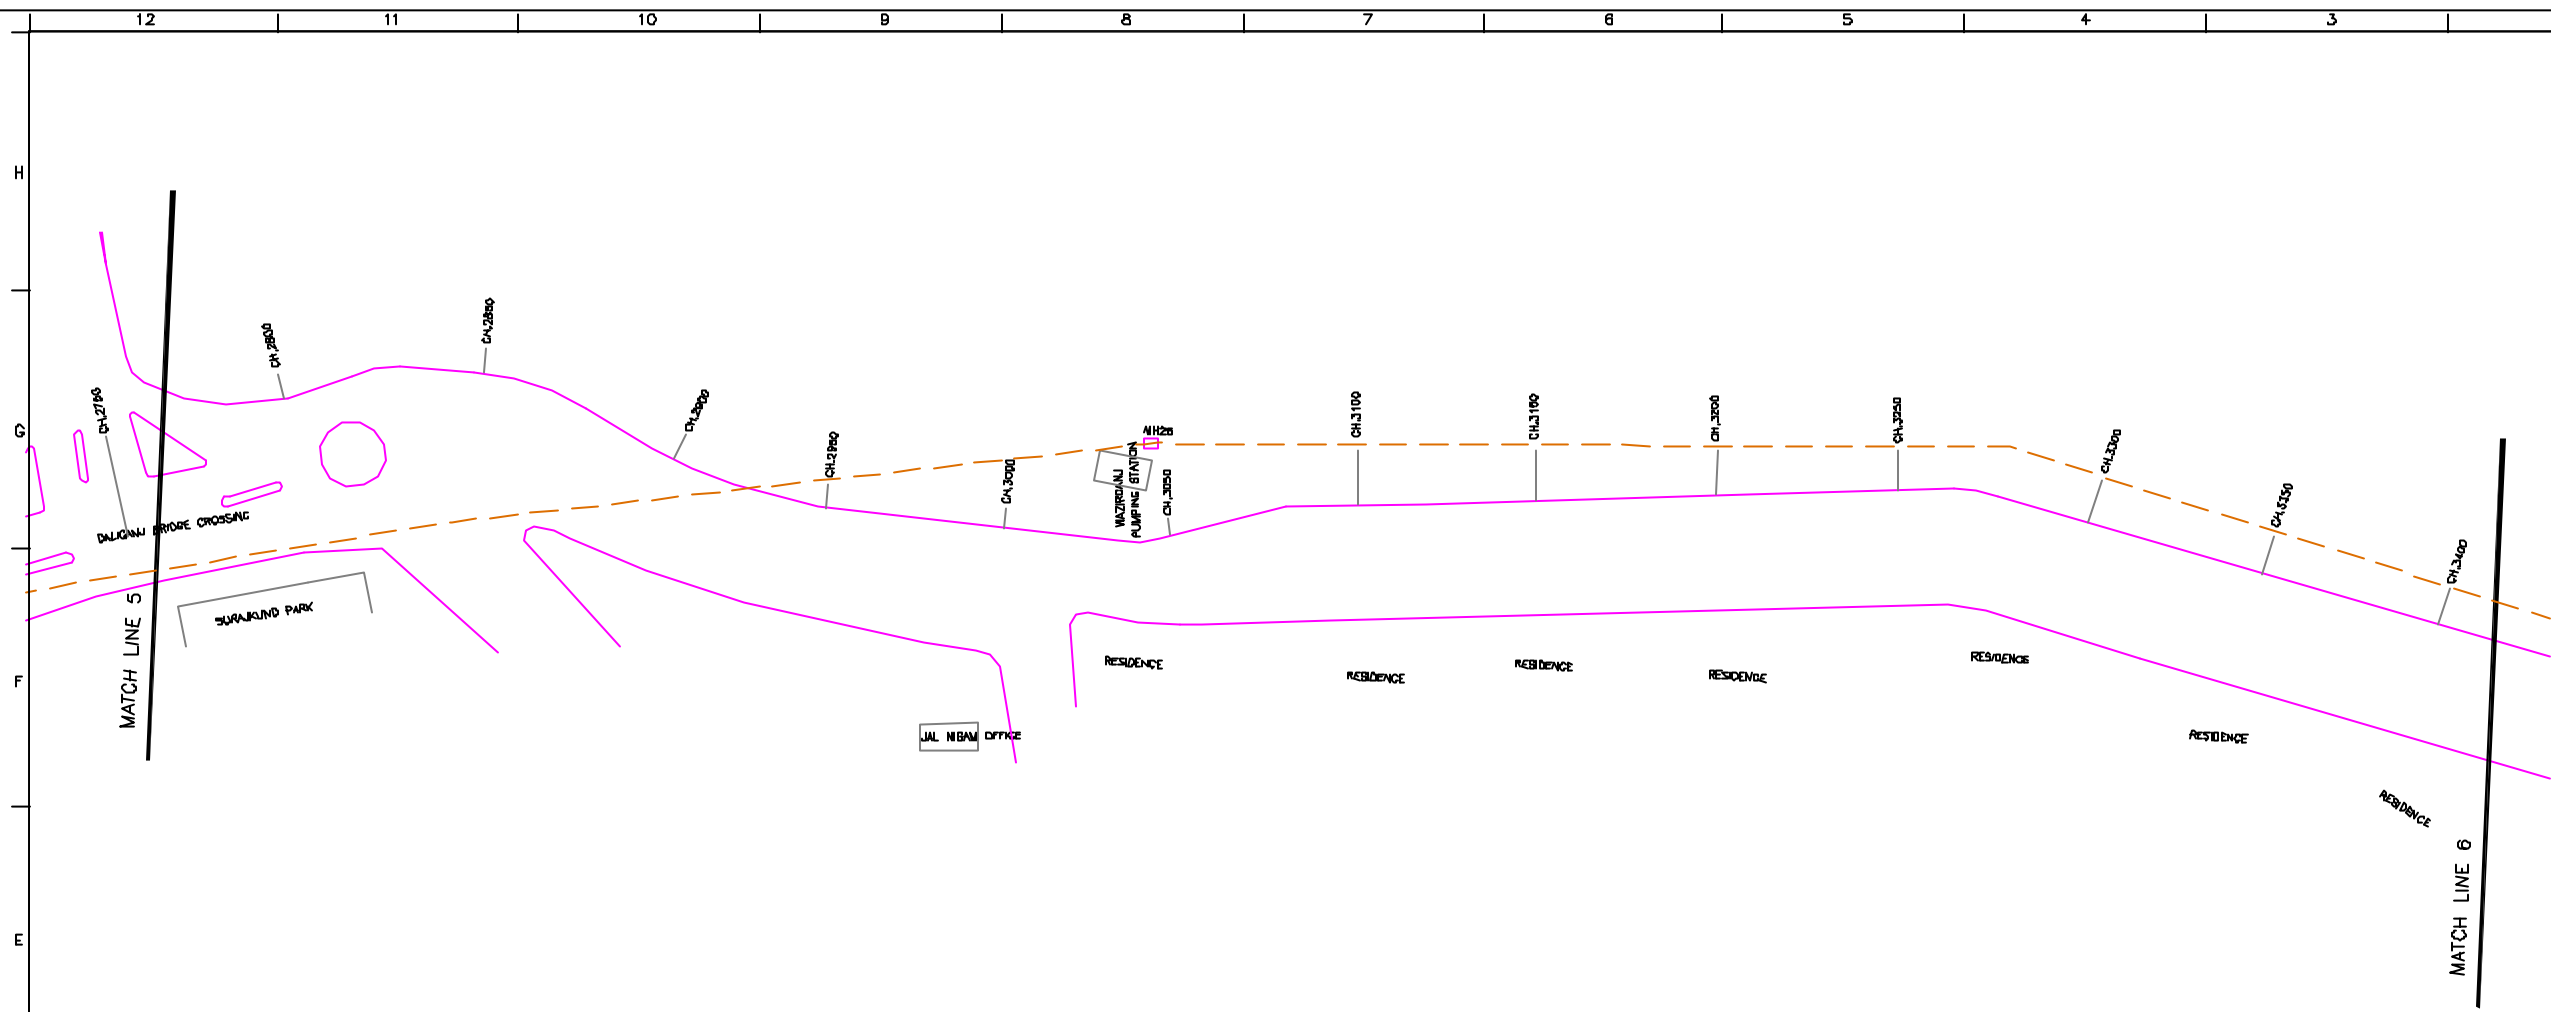 12 11 10 9 8 7 6 5 4 3
H
G
F
E
MATCH LINE 5
CH.2750
CH.2800
CH.2850
CH.2900
CH.2950
CH.3000
CH.3050
CH.3100
CH.3150
CH.3200
CH.3250
CH.3300
CH.3350
CH.3400
DALIGANJ BRIDGE CROSSING
SURAJKUND PARK
WAZIRGANJ
PUMPING STATION
JAL NIGAM OFFICE
RESIDENCE
RESIDENCE
RESIDENCE
RESIDENCE
RESIDENCE
RESIDENCE
RESIDENCE
MATCH LINE 6